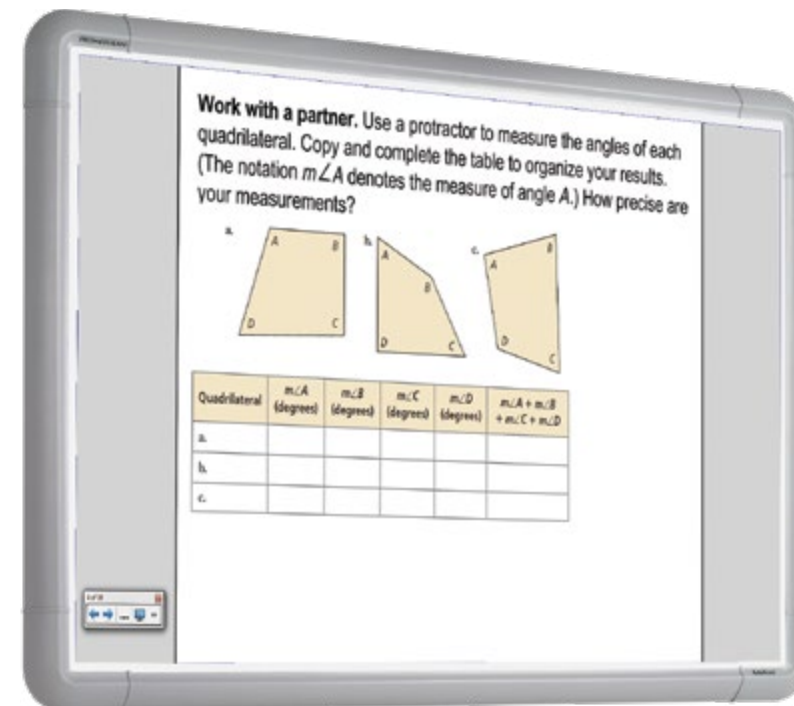 Work with a partner. Use a protractor to measure the angles of each
quadrilateral. Copy and complete the table to organize your results.
(The notation m∠A denotes the measure of angle A.) How precise are
your measurements?
a.
A B
D C
b.
A
B
D C
c.
A B
D C
Quadrilateral m∠A (degrees) m∠B (degrees) m∠C (degrees) m∠D (degrees) m∠A + m∠B + m∠C + m∠D
a.
b.
c.